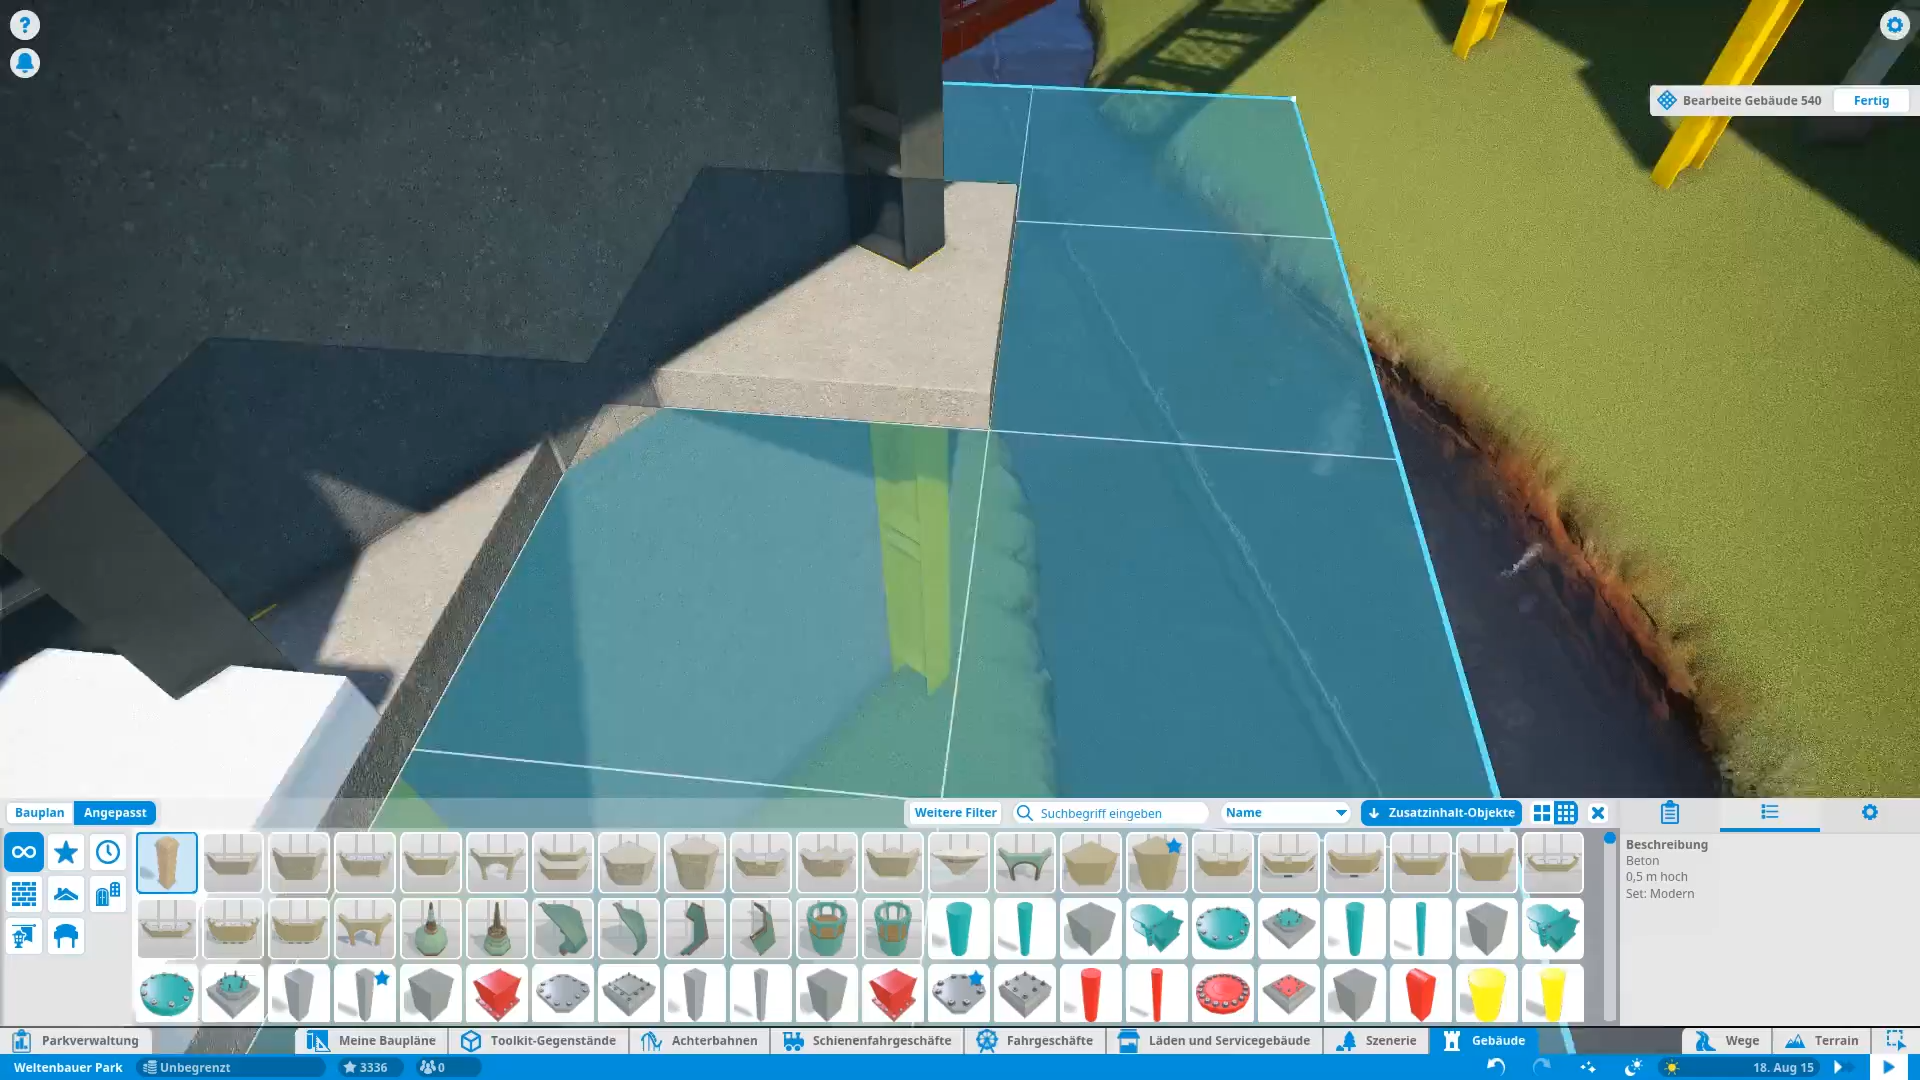 ?
Bearbeite Gebäude 540 Fertig
Bauplan Angepasst Weitere Filter Suchbegriff eingeben Name Zusatzinhalt-Objekte
Beschreibung
Beton
0,5 m hoch
Set: Modern
Parkverwaltung Meine Baupläne Toolkit-Gegenstände Achterbahnen Schienenfahrgeschäfte Fahrgeschäfte Läden und Servicegebäude Szenerie Gebäude Wege Terrain
Weltenbauer Park Unbegrenzt 3336 0 18. Aug 15